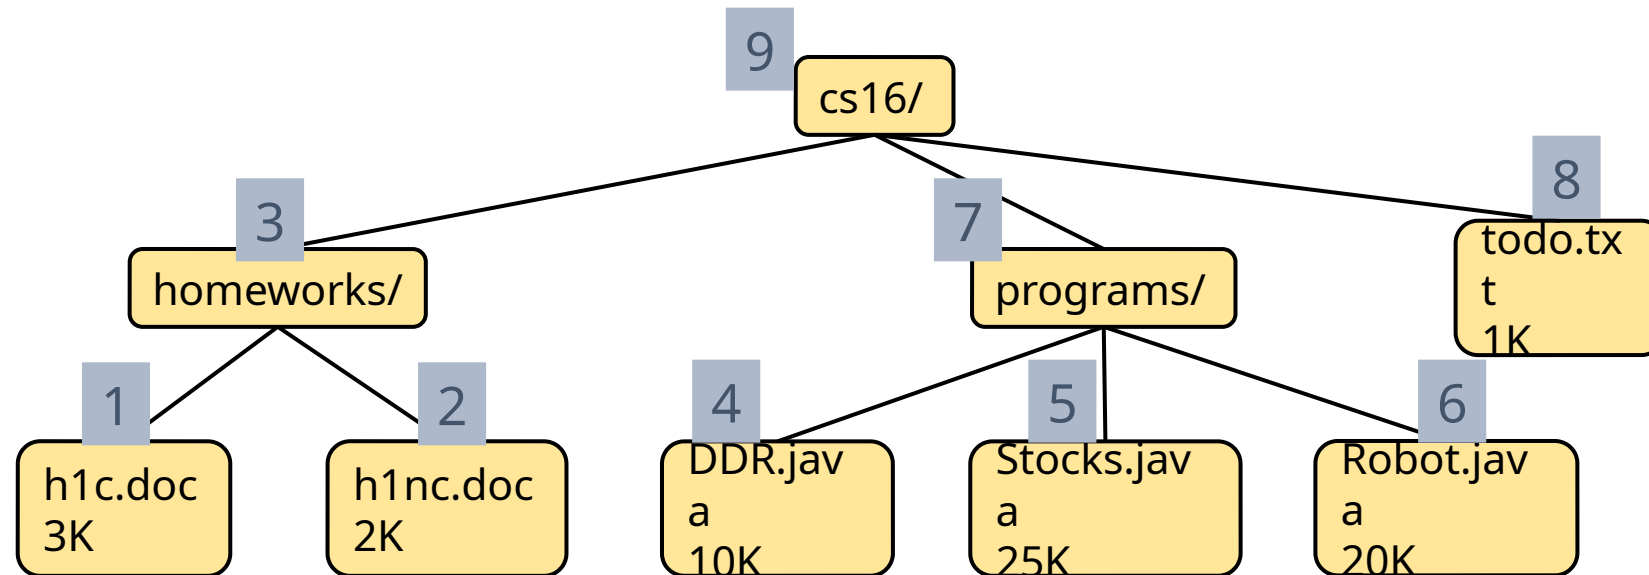 9
cs16/
8
3
7
todo.tx
t
1K
homeworks/
programs/
1
2
4
5
6
h1c.doc
3K
h1nc.doc
2K
DDR.jav
a
10K
Stocks.jav
a
25K
Robot.jav
a
20K